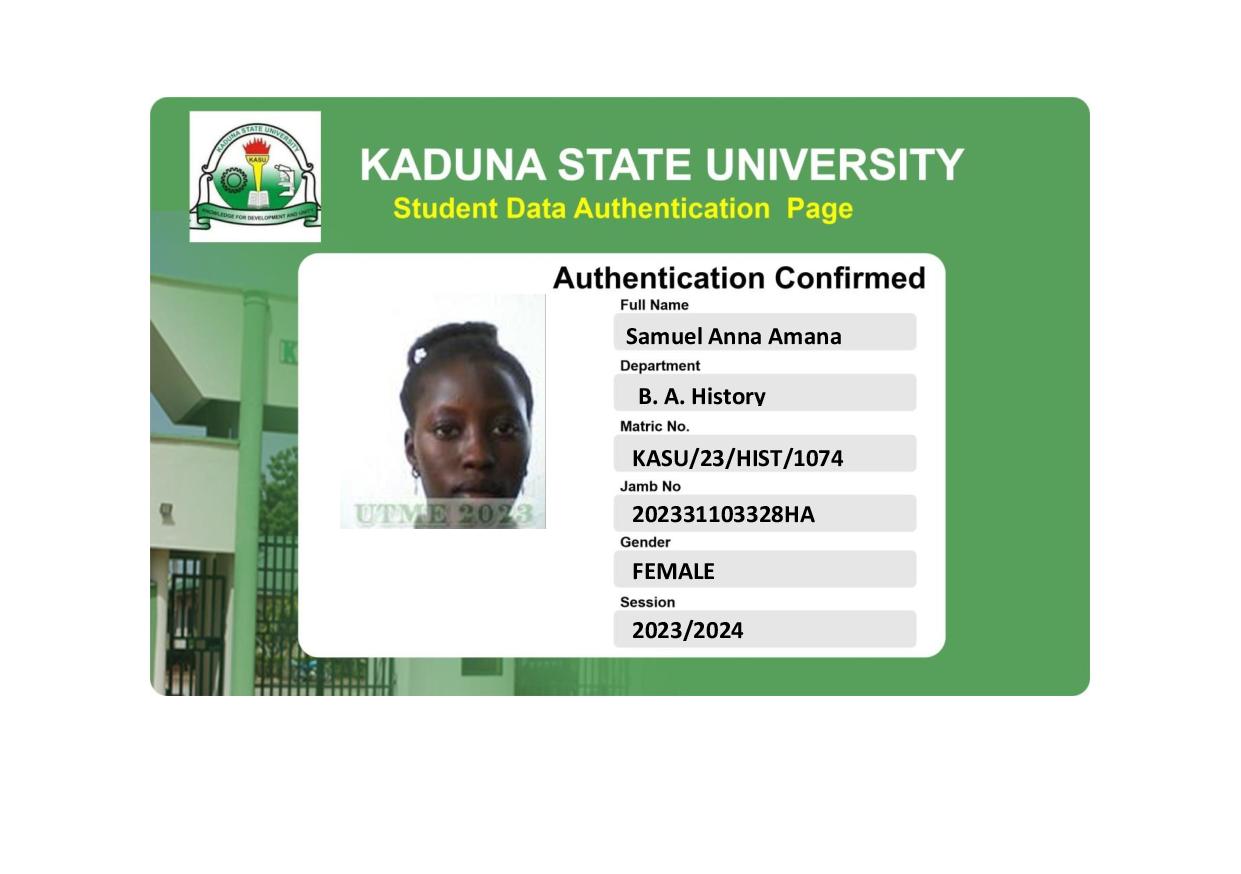 KADUNA STATE UNIVERSITY
KASU
KNOWLEDGE FOR DEVELOPMENT AND UNITY
KADUNA STATE UNIVERSITY
Student Data Authentication Page
Authentication Confirmed
Full Name
Samuel Anna Amana
Department
B. A. History
Matric No.
KASU/23/HIST/1074
Jamb No
202331103328HA
Gender
FEMALE
Session
2023/2024
UTME 2023
K